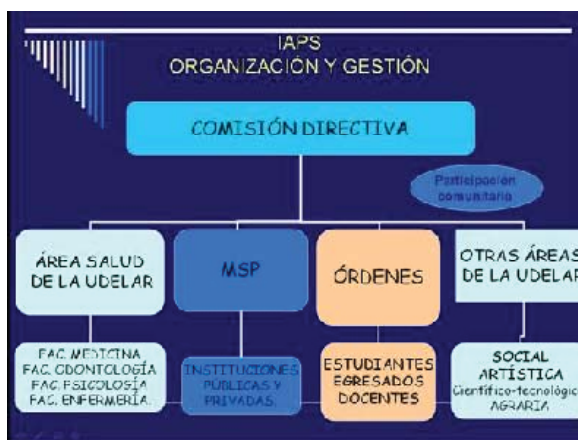 IAPS
ORGANIZACIÓN Y GESTIÓN
COMISIÓN DIRECTIVA
Participación
comunitaria
ÁREA SALUD
DE LA UDELAR
MSP
ÓRDENES
OTRAS ÁREAS
DE LA UDELAR
FAC. MEDICINA
FAC. ODONTOLOGÍA
FAC. PSICOLOGÍA
FAC. ENFERMERÍA.
INSTITUCIONES
PÚBLICAS Y
PRIVADAS.
ESTUDIANTES
EGRESADOS
DOCENTES
SOCIAL
ARTÍSTICA
Científico-tecnológica
AGRARIA